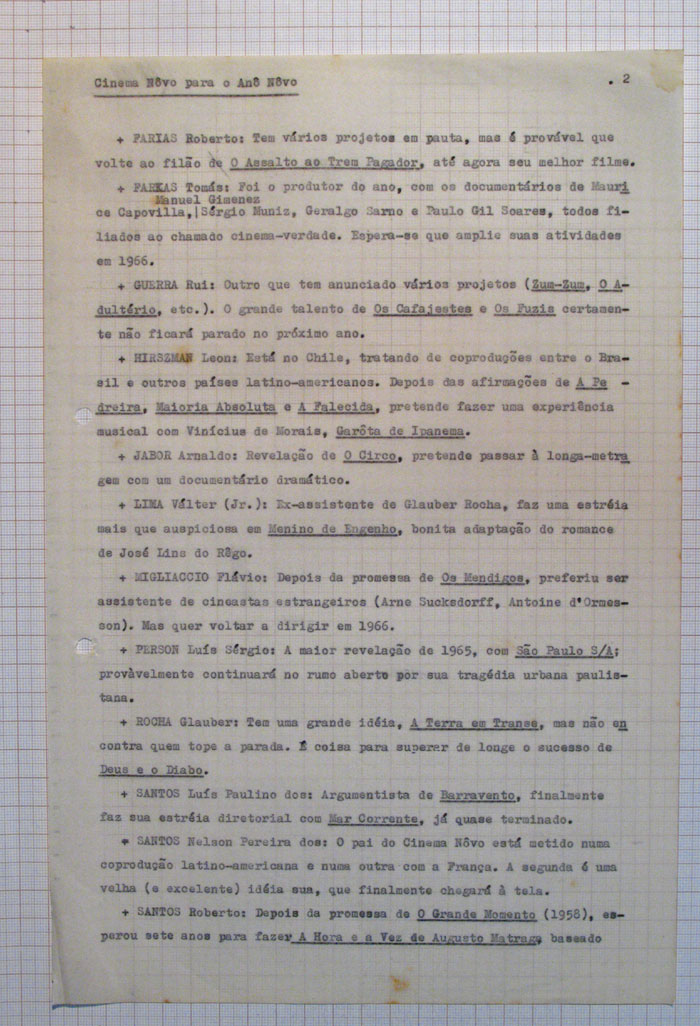 Cinema Nôvo para o Anô Nôvo . 2
+ FARIAS Roberto: Tem vários projetos em pauta, mas é provável que
volte ao filão de O Assalto ao Trem Pagador, até agora seu melhor filme.
+ FARKAS Tomás: Foi o produtor do ano, com os documentários de Mauri
Manuel Gimenez
ce Capovilla,|Sérgio Muniz, Geralgo Sarno e Paulo Gil Soares, todos fi-
liados ao chamado cinema-verdade. Espera-se que amplie suas atividades
em 1966.
+ GUERRA Rui: Outro que tem anunciado vários projetos (Zum-Zum, O A-
dultério, etc.). O grande talento de Os Cafajestes e Os Fuzis certamen-
te não ficará parado no próximo ano.
+ HIRSZMAN Leon: Está no Chile, tratando de coproduções entre o Bra-
sil e outros países latino-americanos. Depois das afirmações de A Pe -
dreira, Maioria Absoluta e A Falecida, pretende fazer uma experiência
musical com Vinícius de Morais, Garôta de Ipanema.
+ JABOR Arnaldo: Revelação de O Circo, pretende passar à longa-metra
gem com um documentário dramático.
+ LIMA Válter (Jr.): Ex-assistente de Glauber Rocha, faz uma estréia
mais que auspiciosa em Menino de Engenho, bonita adaptação do romance
de José Lins do Rêgo.
+ MIGLIACCIO Flávio: Depois da promessa de Os Mendigos, preferiu ser
assistente de cineastas estrangeiros (Arne Sucksdorff, Antoine d'Ormes-
son). Mas quer voltar a dirigir em 1966.
+ PERSON Luís Sérgio: A maior revelação de 1965, com São Paulo S/A;
provàvelmente continuará no rumo aberto por sua tragédia urbana paulis-
tana.
+ ROCHA Glauber: Tem uma grande idéia, A Terra em Transe, mas não en
contra quem tope a parada. É coisa para superar de longe o sucesso de
Deus e o Diabo.
+ SANTOS Luís Paulino dos: Argumentista de Barravento, finalmente
faz sua estréia diretorial com Mar Corrente, já quase terminado.
+ SANTOS Nelson Pereira dos: O pai do Cinema Nôvo está metido numa
coprodução latino-americana e numa outra com a França. A segunda é uma
velha (e excelente) idéia sua, que finalmente chegará à tela.
+ SANTOS Roberto: Depois da promessa de O Grande Momento (1958), es-
perou sete anos para fazer A Hora e a Vez de Augusto Matraga, baseado